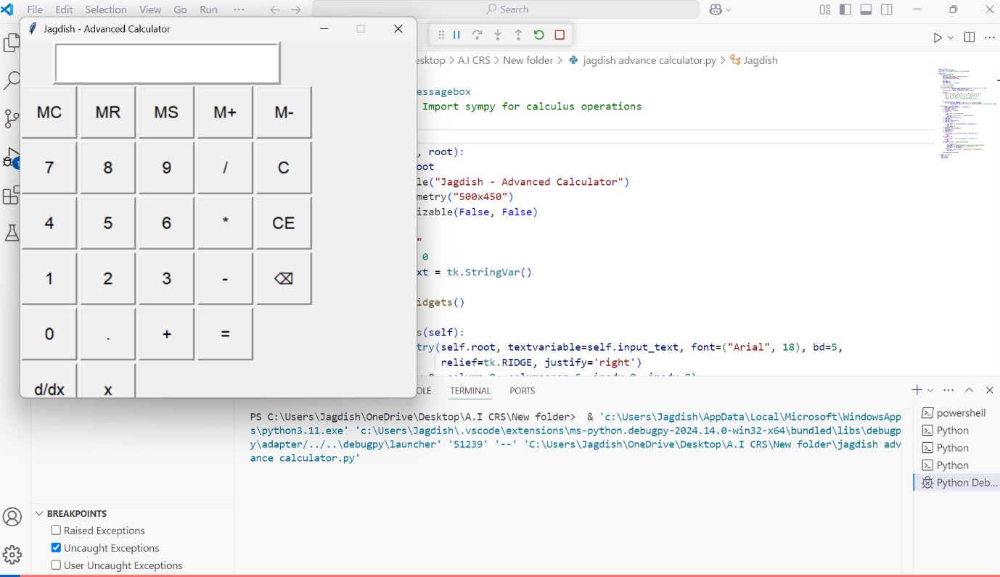 File Edit Selection View Go Run ··· Search
Jagdish - Advanced Calculator
MC MR MS M+ M-
7 8 9 / C
4 5 6 * CE
1 2 3 - ⌫
0 . + =
d/dx x
esktop > A.I CRS > New folder > jagdish advance calculator.py > Jagdish
essagebox
Import sympy for calculus operations
, root):
oot
le("Jagdish - Advanced Calculator")
metry("500x450")
izable(False, False)
"
0
xt = tk.StringVar()
idgets()
s(self):
try(self.root, textvariable=self.input_text, font=("Arial", 18), bd=5,
relief=tk.RIDGE, justify='right')
OLE TERMINAL PORTS
PS C:\Users\Jagdish\OneDrive\Desktop\A.I CRS\New folder>  & 'c:\Users\Jagdish\AppData\Local\Microsoft\WindowsApp
s\python3.11.exe' 'c:\Users\Jagdish\.vscode\extensions\ms-python.debugpy-2024.14.0-win32-x64\bundled\libs\debugp
y\adapter/../..\debugpy\launcher' '51239' '--' 'C:\Users\Jagdish\OneDrive\Desktop\A.I CRS\New folder\jagdish adv
ance calculator.py'
powershell
Python
Python
Python
Python Deb...
BREAKPOINTS
Raised Exceptions
Uncaught Exceptions
User Uncaught Exceptions